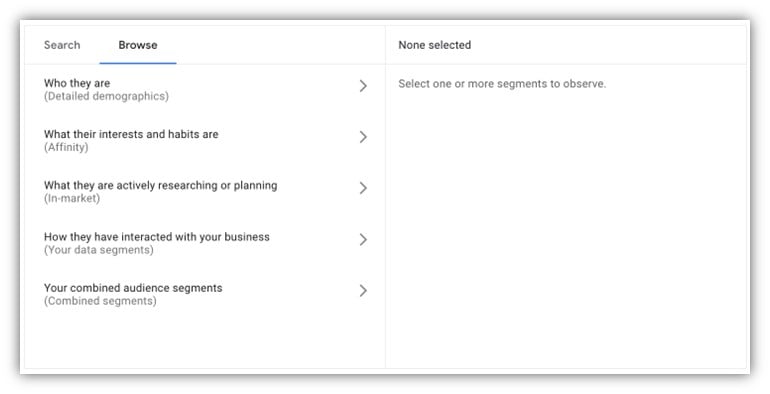 Search
Browse
None selected
Who they are
(Detailed demographics)
Select one or more segments to observe.
What their interests and habits are
(Affinity)
What they are actively researching or planning
(In-market)
How they have interacted with your business
(Your data segments)
Your combined audience segments
(Combined segments)